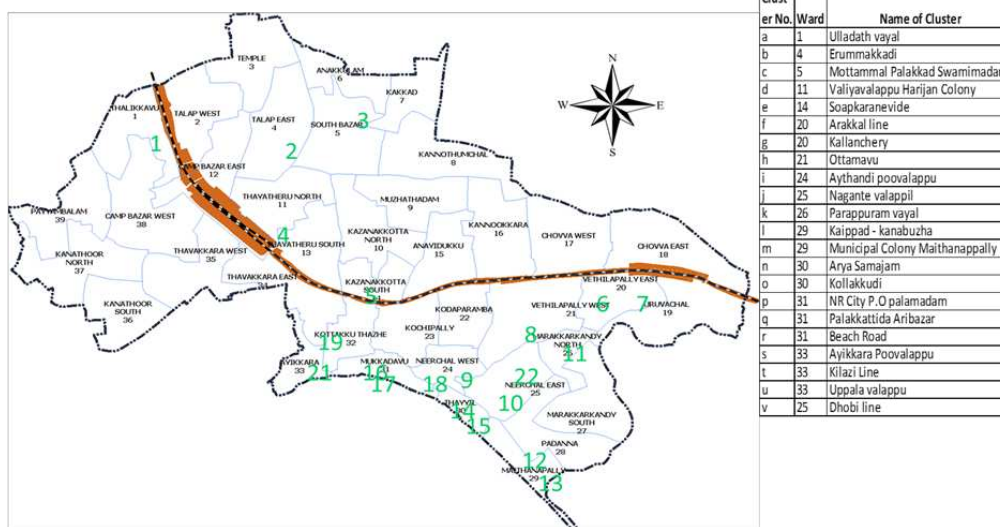 Clust
er No. Ward Name of Cluster
a 1 Ulladath vayal
b 4 Erummakkadi
c 5 Mottammal Palakkad Swamimada
d 11 Valiyavalappu Harijan Colony
e 14 Soapkaranevide
f 20 Arakkal line
g 20 Kallanchery
h 21 Ottamavu
i 24 Aythandi poovalappu
j 25 Nagante valappil
k 26 Parappuram vayal
l 29 Kaippad - kanabuzha
m 29 Municipal Colony Maithanappally
n 30 Arya Samajam
o 30 Kollakkudi
p 31 NR City P.O palamadam
q 31 Palakkattida Aribazar
r 31 Beach Road
s 33 Ayikkara Poovalappu
t 33 Kilazi Line
u 33 Uppala valappu
v 25 Dhobi line
TEMPLE
3
ANAKKULAM
6
KAKKAD
7
THALIKKAVU
1
TALAP WEST
2
TALAP EAST
4
SOUTH BAZAR
5
3
1
2
KANNOTHUMCHAL
8
N
W E
S
CAMP BAZAR EAST
12
THAYATHERU NORTH
11
MUZHATHADAM
9
PAYYAMBALAM
39
CAMP BAZAR WEST
38
KANNOOKKARA
16
KAZANAKKOTTA
NORTH
10
ANAYIDUKKU
15
CHOVVA WEST
17
CHOVVA EAST
18
4
THAYATHERU SOUTH
13
KANATHOOR
NORTH
37
THAVAKKARA WEST
35
THAVAKKARA EAST
34
KAZANAKKOTTA
SOUTH
5
VETHILAPALLY EAST
20
KANATHOOR
SOUTH
36
KODAPARAMBA
22
VETHILAPALLY WEST
21
6
7
URUVACHAL
19
KOTTAKKU THAZHE
32
19
KOCHIPALLY
23
8
MARAKKARKANDY
NORTH
26
11
AYIKKARA
33
21
MUKKADAVU
31
16
17
NEERCHAL WEST
24
18
9
22
NEERCHAL EAST
25
10
THAYYIL
30
14
15
MARAKKARKANDY
SOUTH
27
PADANNA
28
12
MAITHANAPALLY
29
13